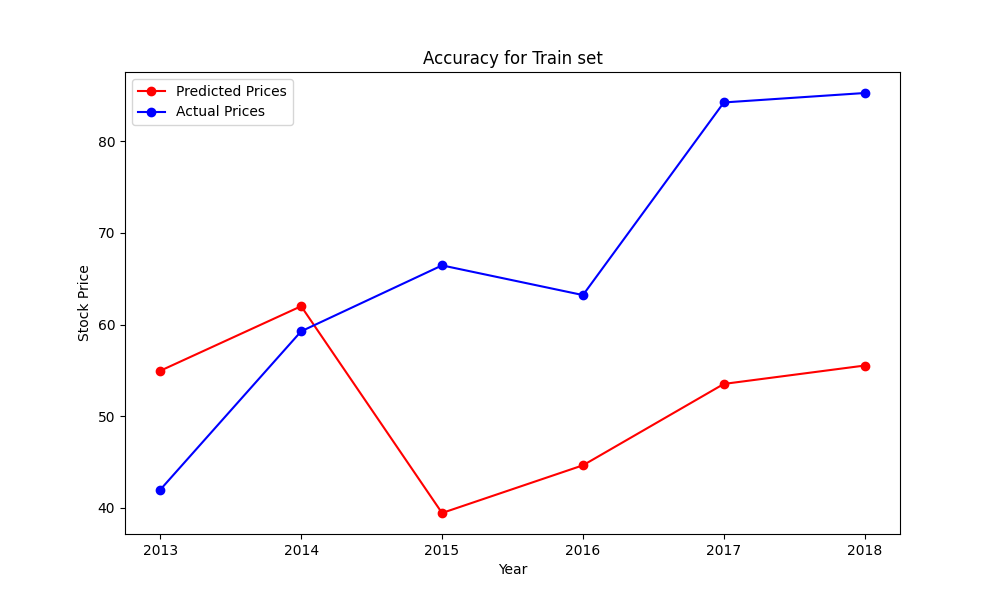 Accuracy for Train set
Predicted Prices
Actual Prices
80
70
60
50
40
Stock Price
2013 2014 2015 2016 2017 2018
Year